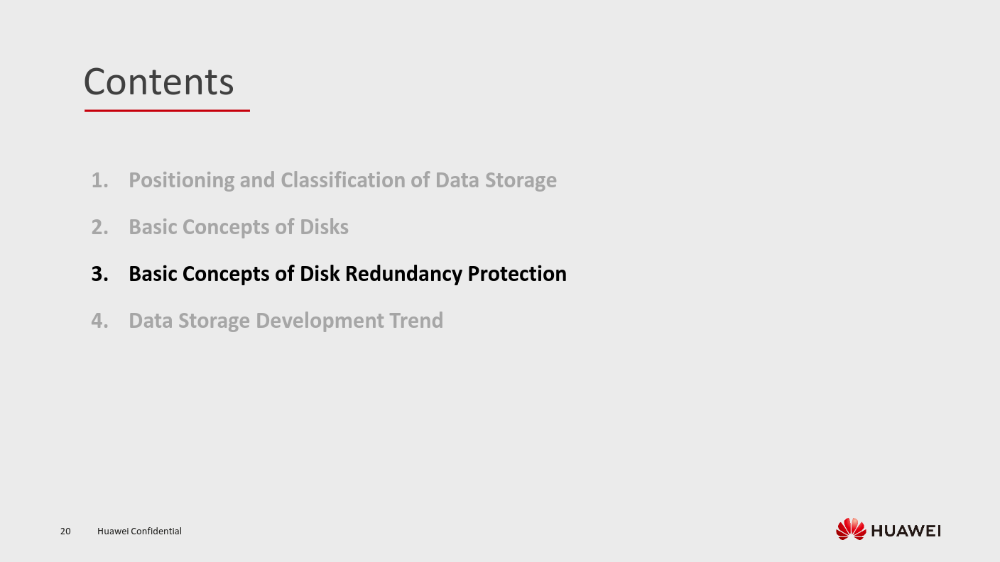 Contents
1. Positioning and Classification of Data Storage
2. Basic Concepts of Disks
3. Basic Concepts of Disk Redundancy Protection
4. Data Storage Development Trend
20 Huawei Confidential
HUAWEI